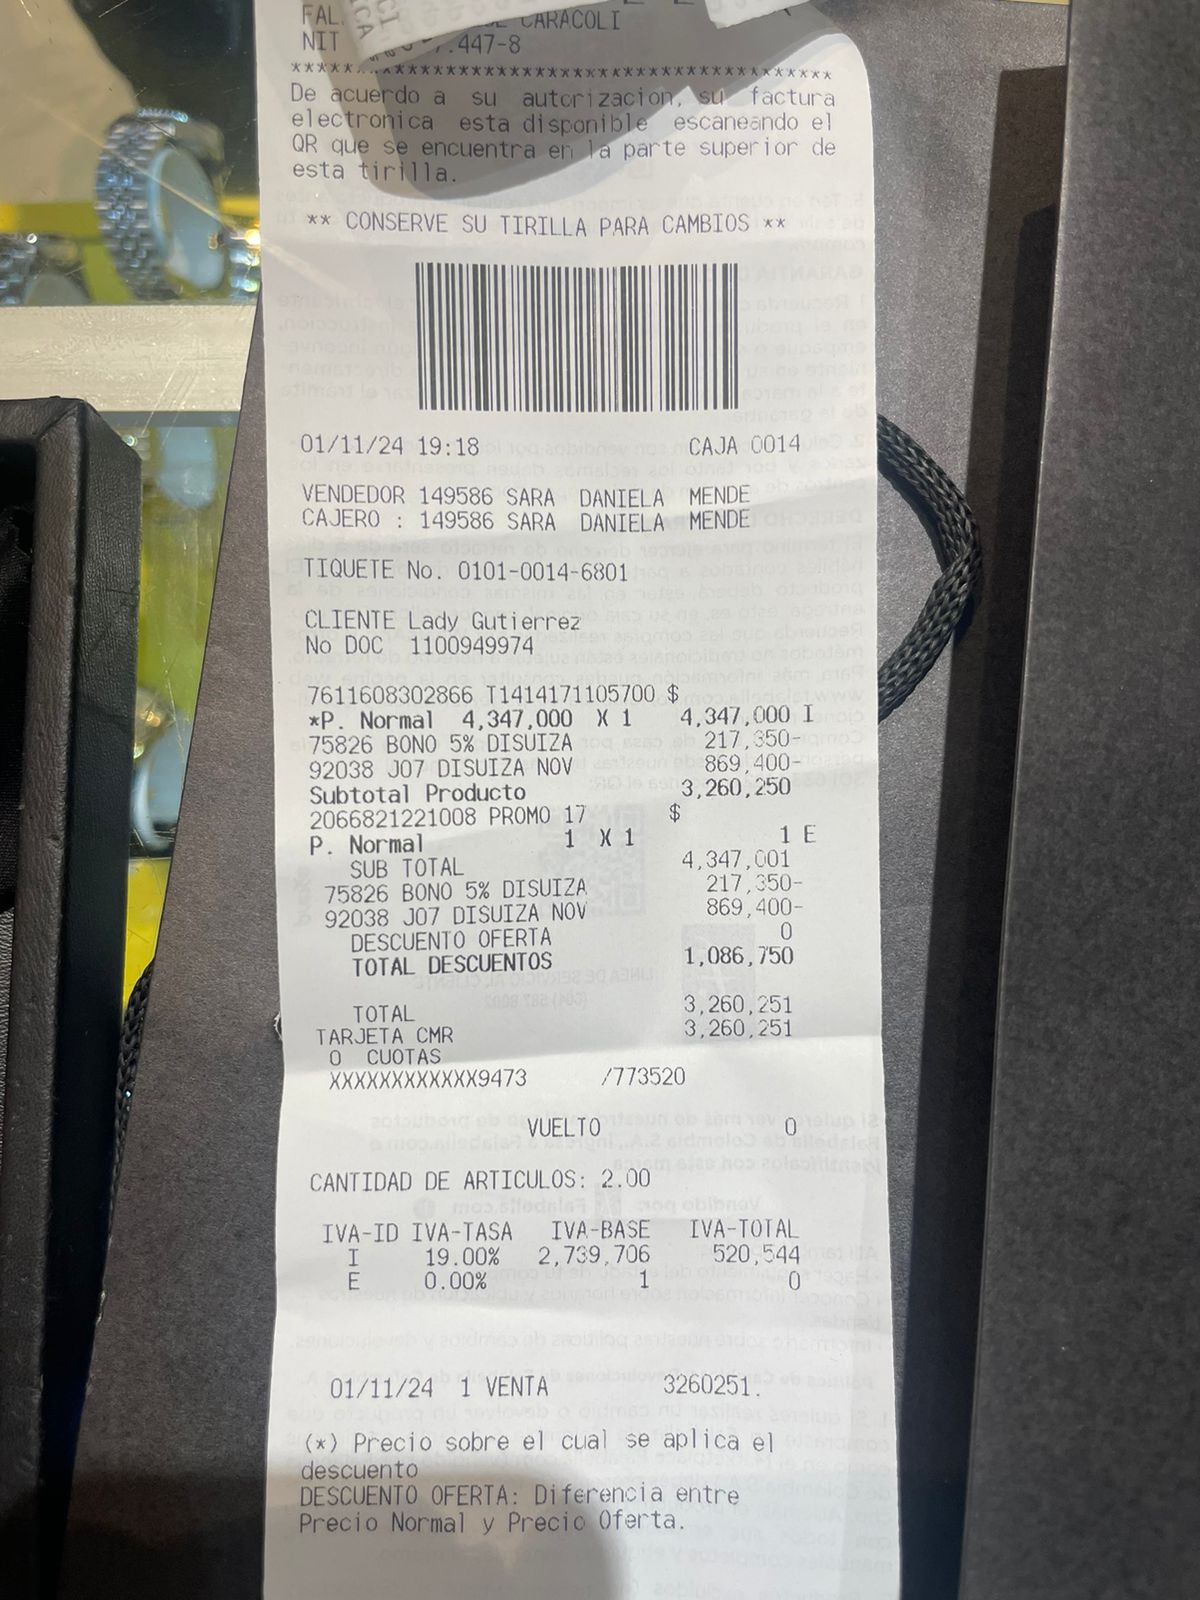 FAL. CARACOLI
NIT .447-8
****************************************************
De acuerdo a su autorizacion, su factura
electronica esta disponible escaneando el
QR que se encuentra en la parte superior de
esta tirilla.
** CONSERVE SU TIRILLA PARA CAMBIOS **
01/11/24 19:18 CAJA 0014
VENDEDOR 149586 SARA DANIELA MENDE
CAJERO : 149586 SARA DANIELA MENDE
TIQUETE No. 0101-0014-6801
CLIENTE Lady Gutierrez
No DOC 1100949974
7611608302866 T1414171105700 $
*P. Normal 4,347,000 X 1 4,347,000 I
75826 BONO 5% DISUIZA 217,350-
92038 J07 DISUIZA NOV 869,400-
Subtotal Producto 3,260,250
2066821221008 PROMO 17 $
P. Normal 1 X 1 1 E
SUB TOTAL 4,347,001
75826 BONO 5% DISUIZA 217,350-
92038 J07 DISUIZA NOV 869,400-
DESCUENTO OFERTA 0
TOTAL DESCUENTOS 1,086,750
TOTAL 3,260,251
TARJETA CMR 3,260,251
0 CUOTAS
XXXXXXXXXXXX9473 /773520
VUELTO 0
CANTIDAD DE ARTICULOS: 2.00
IVA-ID IVA-TASA IVA-BASE IVA-TOTAL
I 19.00% 2,739,706 520,544
E 0.00% 1 0
01/11/24 1 VENTA 3260251.
(*) Precio sobre el cual se aplica el
descuento
DESCUENTO OFERTA: Diferencia entre
Precio Normal y Precio Oferta.